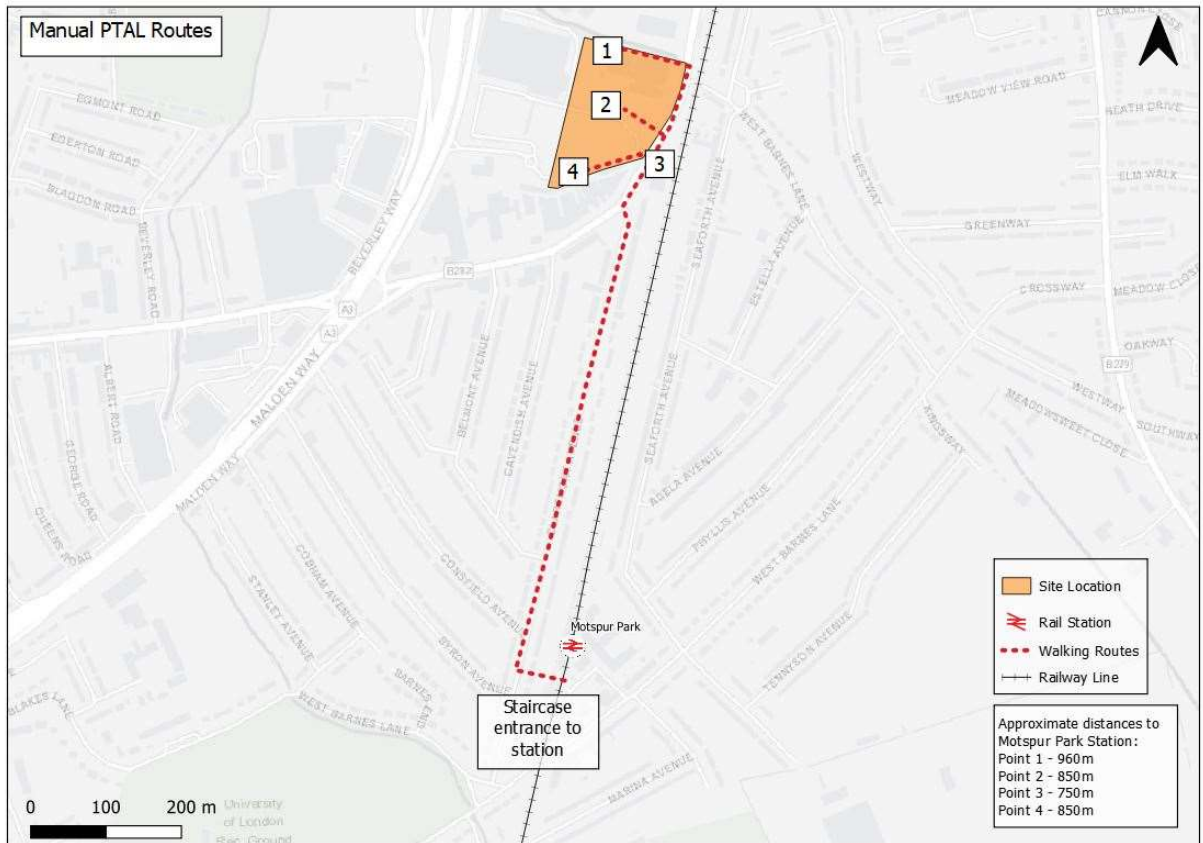 Manual PTAL Routes
CANNON CLOSE
MEADOW VIEW ROAD
HEATH DRIVE
EGMONT ROAD
EDERTON ROAD
BLAGDON ROAD
BEVERLEY ROAD
BEVERLEY WAY
WEST BARNES LANE
WESTWAY
ELM WALK
GREENWAY
1
2
3
4
SEAFORTH AVENUE
ESTELLA AVENUE
B282
A3
A3
CROSSWAY
MEADOW CLOSE
OAKWAY
B279
MALDEN WAY
ALBERT ROAD
GEORGE ROAD
QUEENS ROAD
MALDEN WAY
BELMONT AVENUE
CAVENDISH AVENUE
SEAFORTH AVENUE
ADELA AVENUE
PHYLLIS AVENUE
WEST BARNES LANE
KINGSWAY
MEADOWSWEET CLOSE
WESTWAY
SOUTHWAY
STANLEY AVENUE
COBHAM AVENUE
CONSFIELD AVENUE
BYRON AVENUE
BARNES END
WEST BARNES LANE
BLAKES LANE
TENNYSON AVENUE
MARINA AVENUE
Motspur Park
Staircase
entrance to
station
Site Location
Rail Station
Walking Routes
Railway Line
Approximate distances to
Motspur Park Station:
Point 1 - 960m
Point 2 - 850m
Point 3 - 750m
Point 4 - 850m
0 100 200 m
University
of London
Rec. Ground